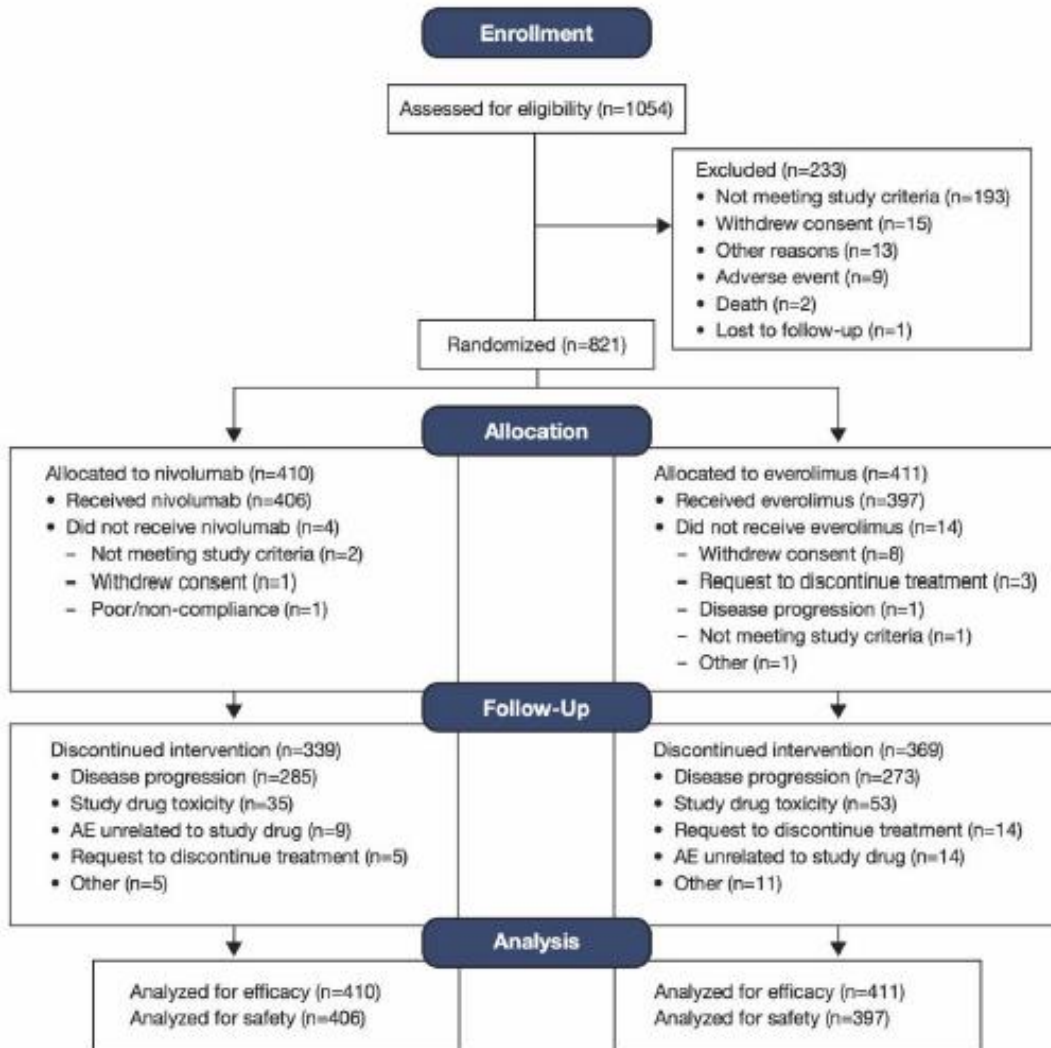 Enrollment
Assessed for eligibility (n=1054)
Excluded (n=233)
• Not meeting study criteria (n=193)
• Withdrew consent (n=15)
• Other reasons (n=13)
• Adverse event (n=9)
• Death (n=2)
• Lost to follow-up (n=1)
Randomized (n=821)
Allocation
Allocated to nivolumab (n=410)
• Received nivolumab (n=406)
• Did not receive nivolumab (n=4)
– Not meeting study criteria (n=2)
– Withdrew consent (n=1)
– Poor/non-compliance (n=1)
Allocated to everolimus (n=411)
• Received everolimus (n=397)
• Did not receive everolimus (n=14)
– Withdrew consent (n=8)
– Request to discontinue treatment (n=3)
– Disease progression (n=1)
– Not meeting study criteria (n=1)
– Other (n=1)
Follow-Up
Discontinued intervention (n=339)
• Disease progression (n=285)
• Study drug toxicity (n=35)
• AE unrelated to study drug (n=9)
• Request to discontinue treatment (n=5)
• Other (n=5)
Discontinued intervention (n=369)
• Disease progression (n=273)
• Study drug toxicity (n=53)
• Request to discontinue treatment (n=14)
• AE unrelated to study drug (n=14)
• Other (n=11)
Analysis
Analyzed for efficacy (n=410)
Analyzed for safety (n=406)
Analyzed for efficacy (n=411)
Analyzed for safety (n=397)